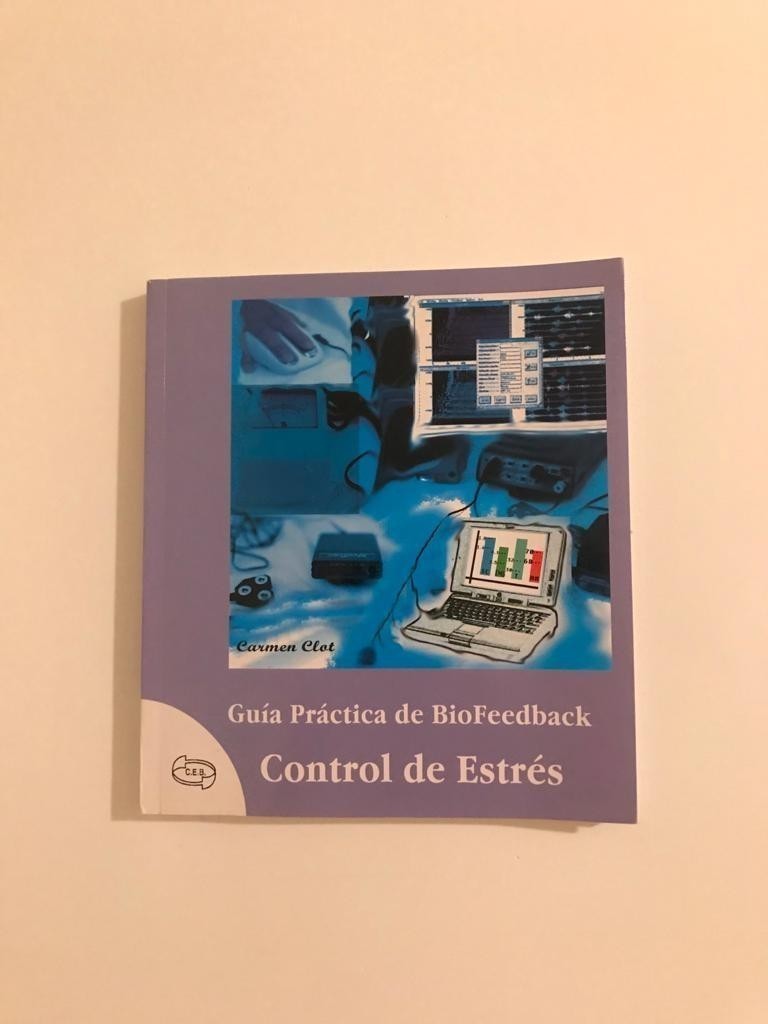 Carmen Clot
Guía Práctica de BioFeedback
Control de Estrés
C.E.B.